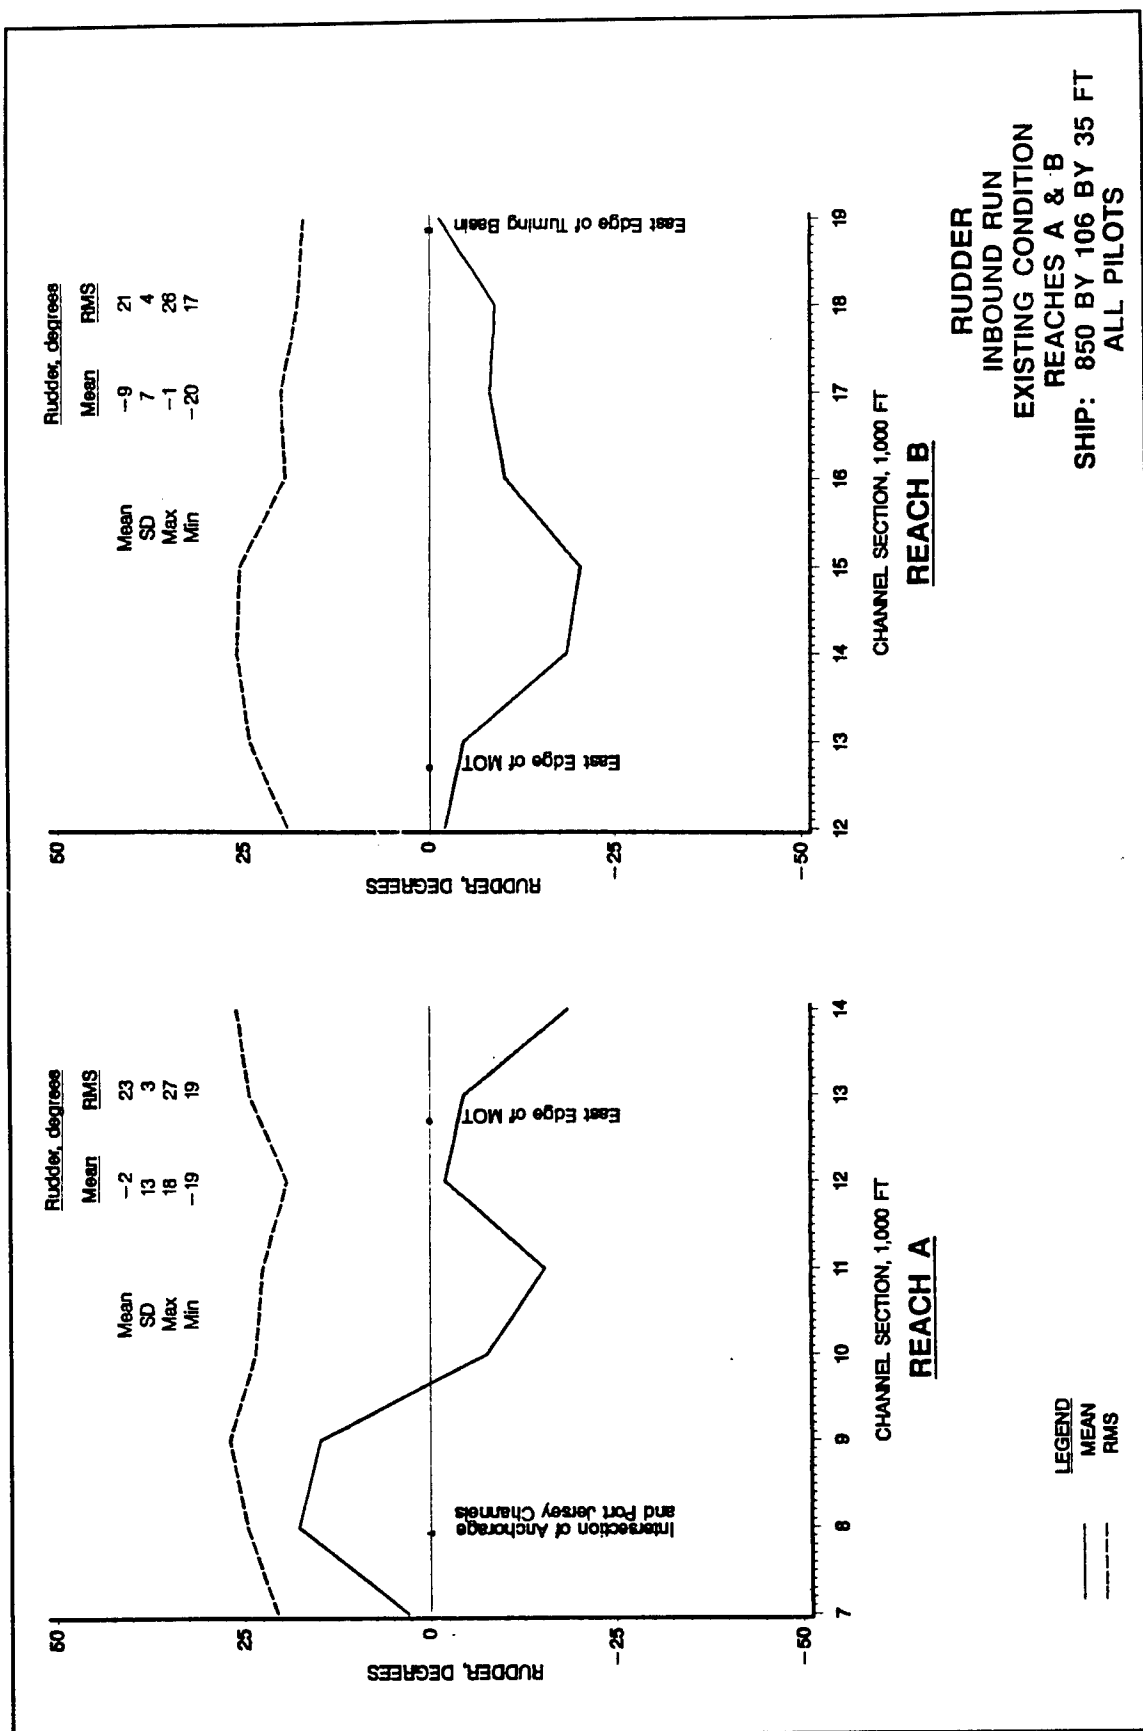 Rudder, degrees
Mean RMS
Mean -2 23
SD 13 3
Max 18 27
Min -19 19
50
25
0
-25
-50
RUDDER, DEGREES
Intersection of Anchorage
and Port Jersey Channels
East Edge of MOT
7 8 9 10 11 12 13 14
CHANNEL SECTION, 1,000 FT
REACH A
Rudder, degrees
Mean RMS
Mean -9 21
SD 7 4
Max -1 26
Min -20 17
50
25
0
-25
-50
RUDDER, DEGREES
East Edge of MOT
East Edge of Turning Basin
12 13 14 15 16 17 18 19
CHANNEL SECTION, 1,000 FT
REACH B
LEGEND
MEAN
RMS
RUDDER
INBOUND RUN
EXISTING CONDITION
REACHES A & B
SHIP: 850 BY 106 BY 35 FT
ALL PILOTS